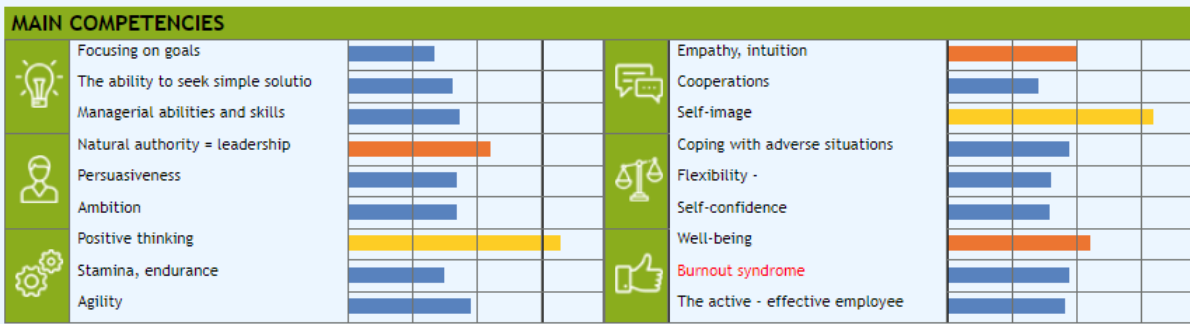 MAIN COMPETENCIES
Focusing on goals
The ability to seek simple solutio
Managerial abilities and skills
Natural authority = leadership
Persuasiveness
Ambition
Positive thinking
Stamina, endurance
Agility
Empathy, intuition
Cooperations
Self-image
Coping with adverse situations
Flexibility -
Self-confidence
Well-being
Burnout syndrome
The active - effective employee